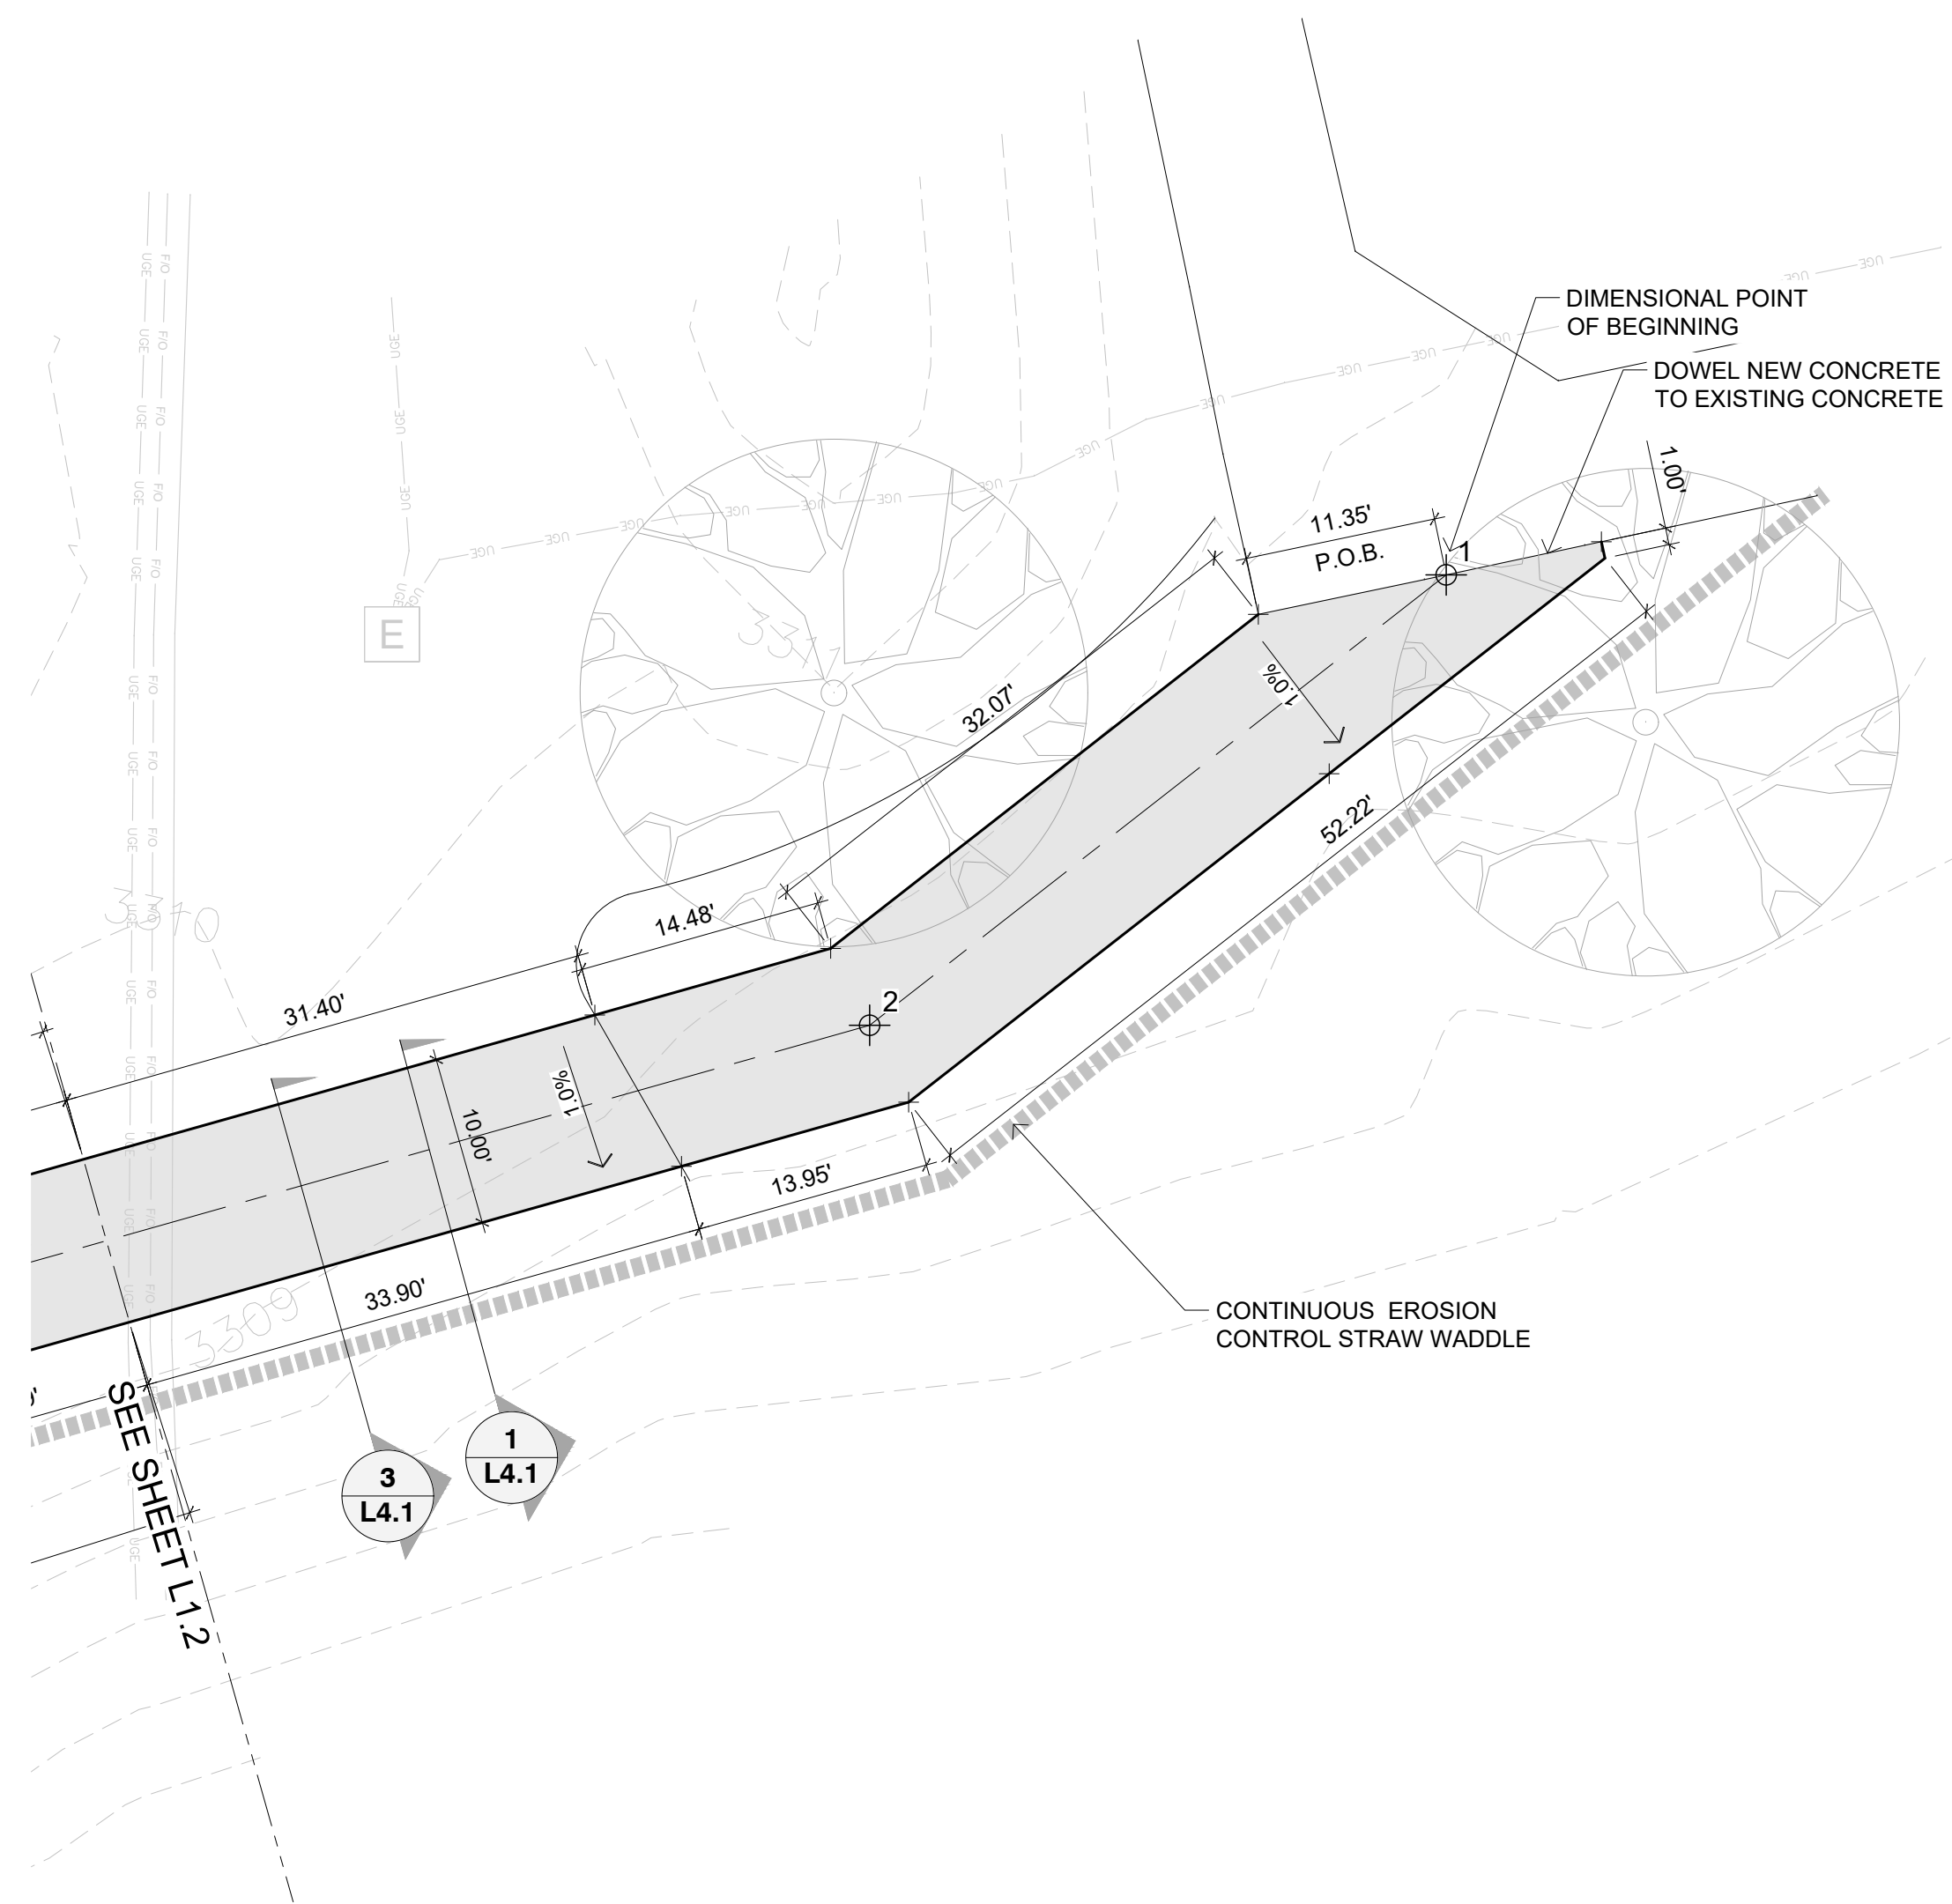 DIMENSIONAL POINT
OF BEGINNING
DOWEL NEW CONCRETE
TO EXISTING CONCRETE
1.00'
11.35'
P.O.B.
1
1.0%
32.07'
52.22'
14.48'
31.40'
2
1.0%
10.00'
13.95'
33.90'
CONTINUOUS  EROSION
CONTROL STRAW WADDLE
SEE SHEET L1.2
3
L4.1
1
L4.1
E
3310
3309
UGE
F/O